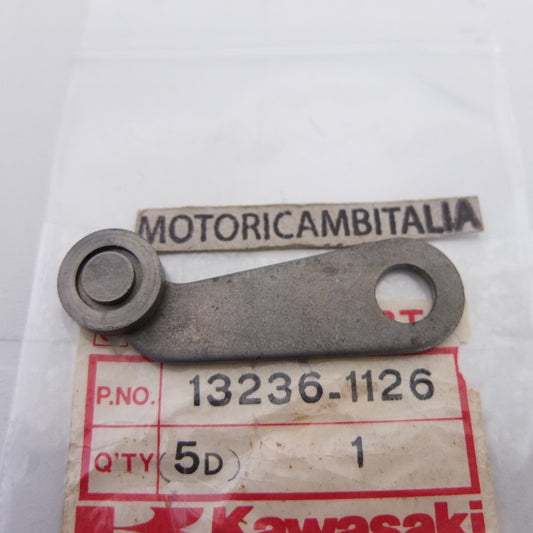 MOTORICAMBITALIA
P.NO. 13236-1126
Q'TY (5D) 1
Kawasaki